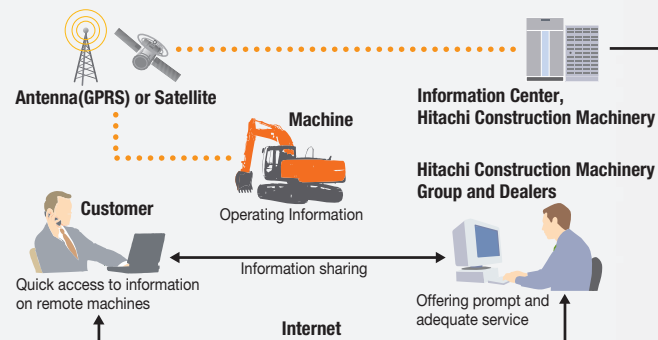 Antenna(GPRS) or Satellite
Information Center,
Hitachi Construction Machinery
Machine
Operating Information
Hitachi Construction Machinery
Group and Dealers
Customer
Quick access to information
on remote machines
Information sharing
Offering prompt and
adequate service
Internet